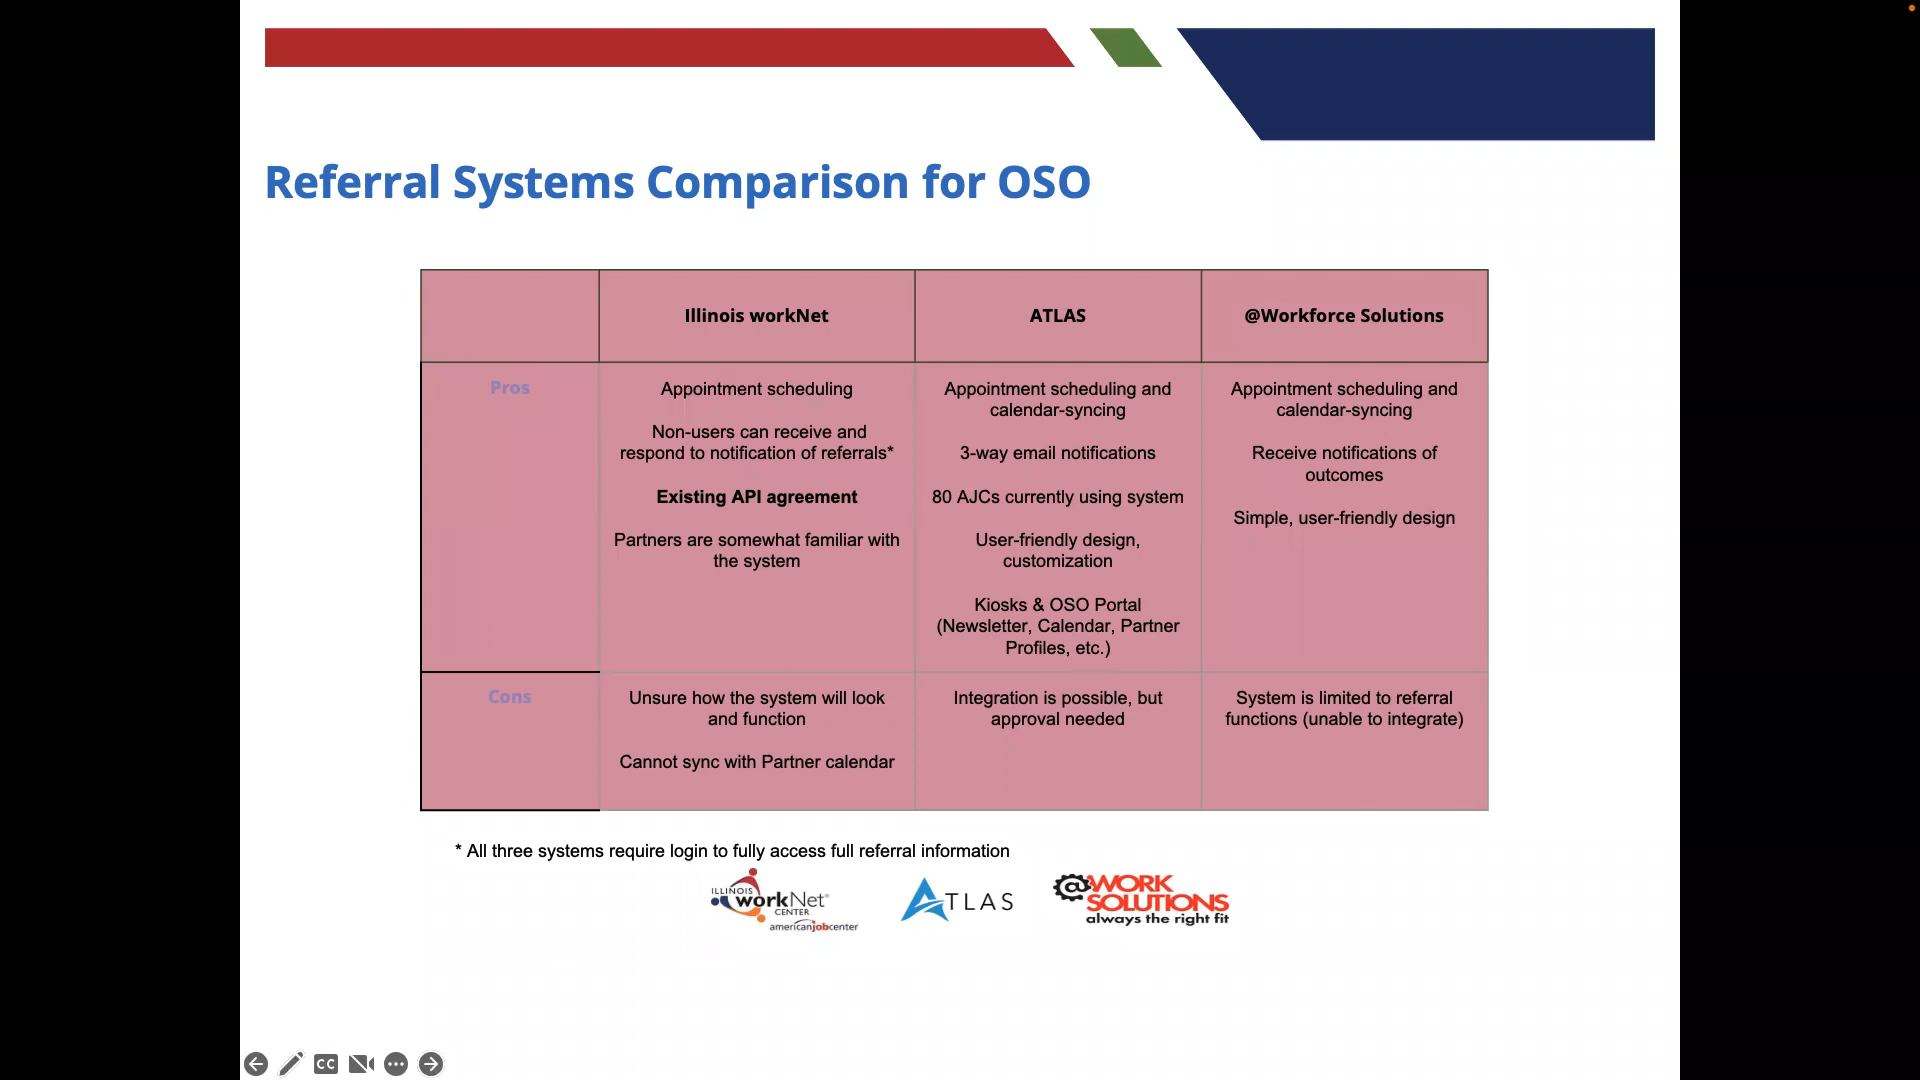 Referral Systems Comparison for OSO
Illinois workNet
ATLAS
@Workforce Solutions
Pros
Appointment scheduling
Non-users can receive and
respond to notification of referrals*
Existing API agreement
Partners are somewhat familiar with
the system
Appointment scheduling and
calendar-syncing
3-way email notifications
80 AJCs currently using system
User-friendly design,
customization
Kiosks & OSO Portal
(Newsletter, Calendar, Partner
Profiles, etc.)
Appointment scheduling and
calendar-syncing
Receive notifications of
outcomes
Simple, user-friendly design
Cons
Unsure how the system will look
and function
Cannot sync with Partner calendar
Integration is possible, but
approval needed
System is limited to referral
functions (unable to integrate)
* All three systems require login to fully access full referral information
ILLINOIS
workNet®
CENTER
americanjobcenter
ATLAS
@WORK
SOLUTIONS
always the right fit
CC